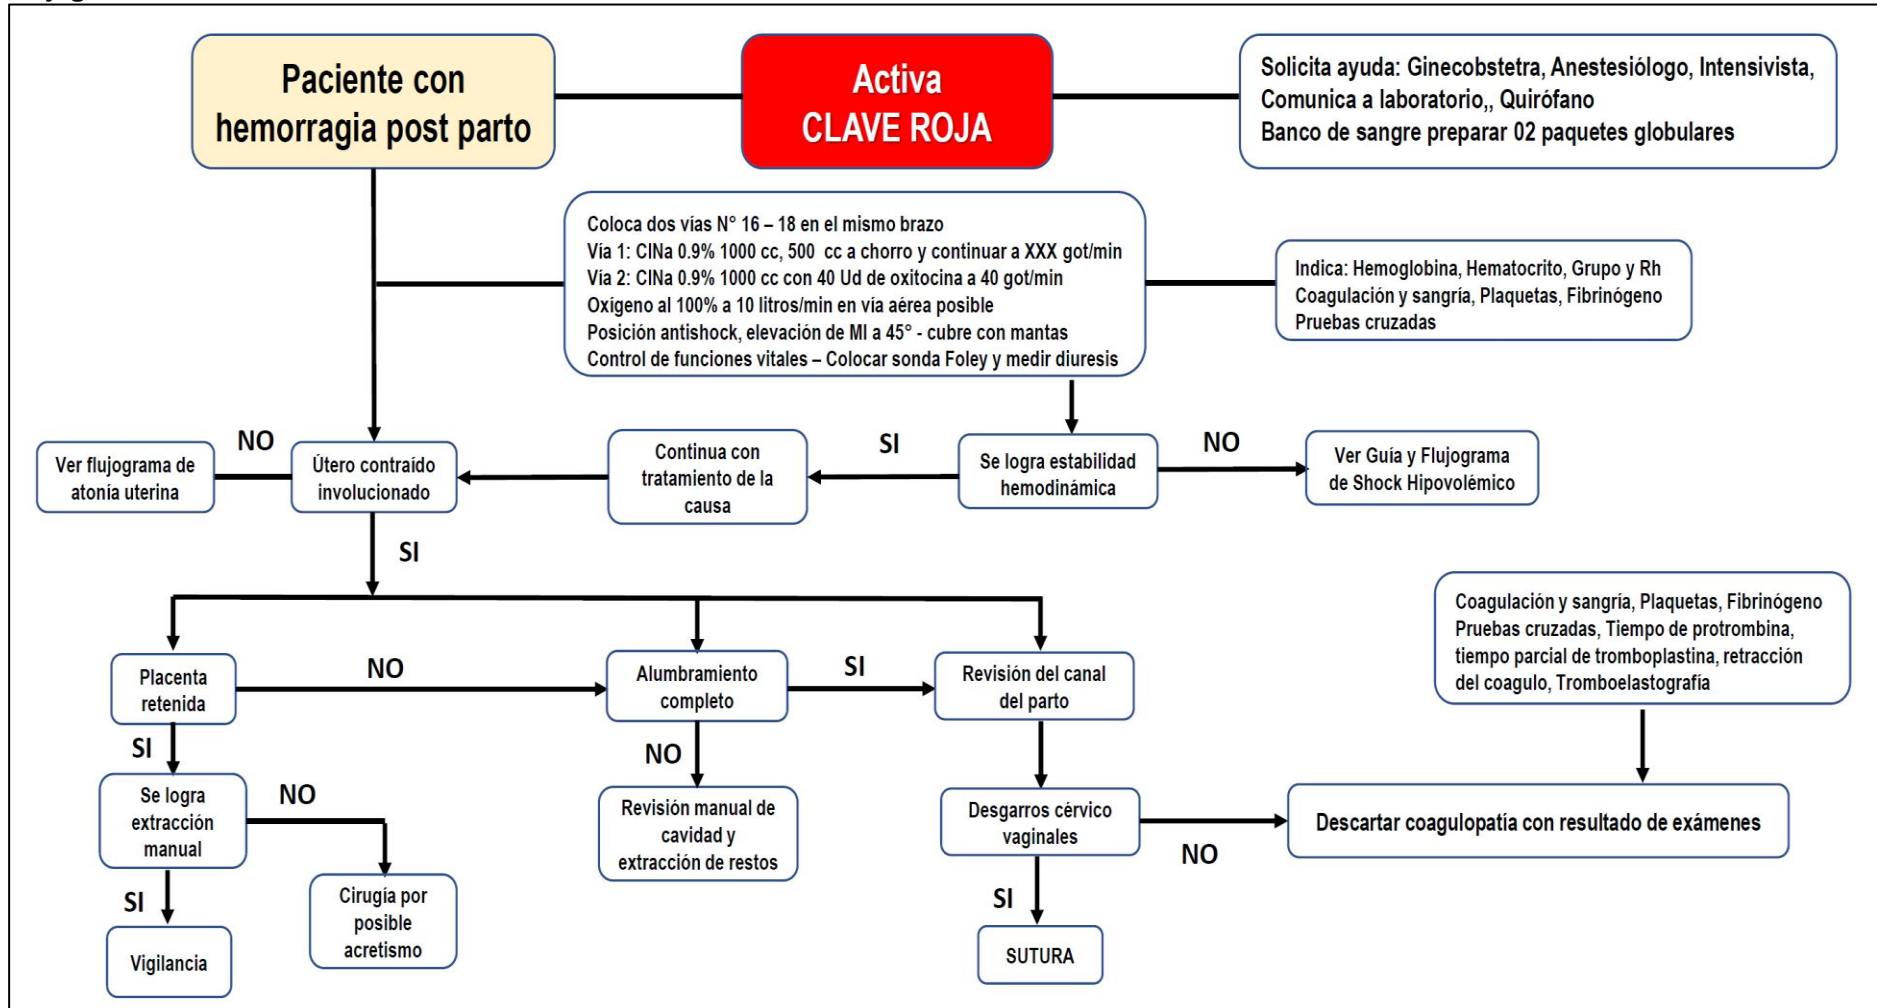 Paciente con
hemorragia post parto
Activa
CLAVE ROJA
Solicita ayuda: Ginecobstetra, Anestesiólogo, Intensivista,
Comunica a laboratorio,, Quirófano
Banco de sangre preparar 02 paquetes globulares
Coloca dos vías N° 16 – 18 en el mismo brazo
Vía 1: ClNa 0.9% 1000 cc, 500 cc a chorro y continuar a XXX got/min
Vía 2: ClNa 0.9% 1000 cc con 40 Ud de oxitocina a 40 got/min
Oxígeno al 100% a 10 litros/min en vía aérea posible
Posición antishock, elevación de MI a 45° - cubre con mantas
Control de funciones vitales – Colocar sonda Foley y medir diuresis
Indica: Hemoglobina, Hematocrito, Grupo y Rh
Coagulación y sangría, Plaquetas, Fibrinógeno
Pruebas cruzadas
Ver flujograma de
atonía uterina
NO
Útero contraído
involucionado
Continua con
tratamiento de la
causa
SI
Se logra estabilidad
hemodinámica
NO
Ver Guía y Flujograma
de Shock Hipovolémico
SI
Coagulación y sangría, Plaquetas, Fibrinógeno
Pruebas cruzadas, Tiempo de protrombina,
tiempo parcial de tromboplastina, retracción
del coagulo, Tromboelastografía
Placenta
retenida
NO
Alumbramiento
completo
SI
Revisión del canal
del parto
SI
NO
Se logra
extracción
manual
NO
Revisión manual de
cavidad y
extracción de restos
Desgarros cérvico
vaginales
NO
Descartar coagulopatía con resultado de exámenes
SI
Cirugía por
posible
acretismo
SI
Vigilancia
SUTURA